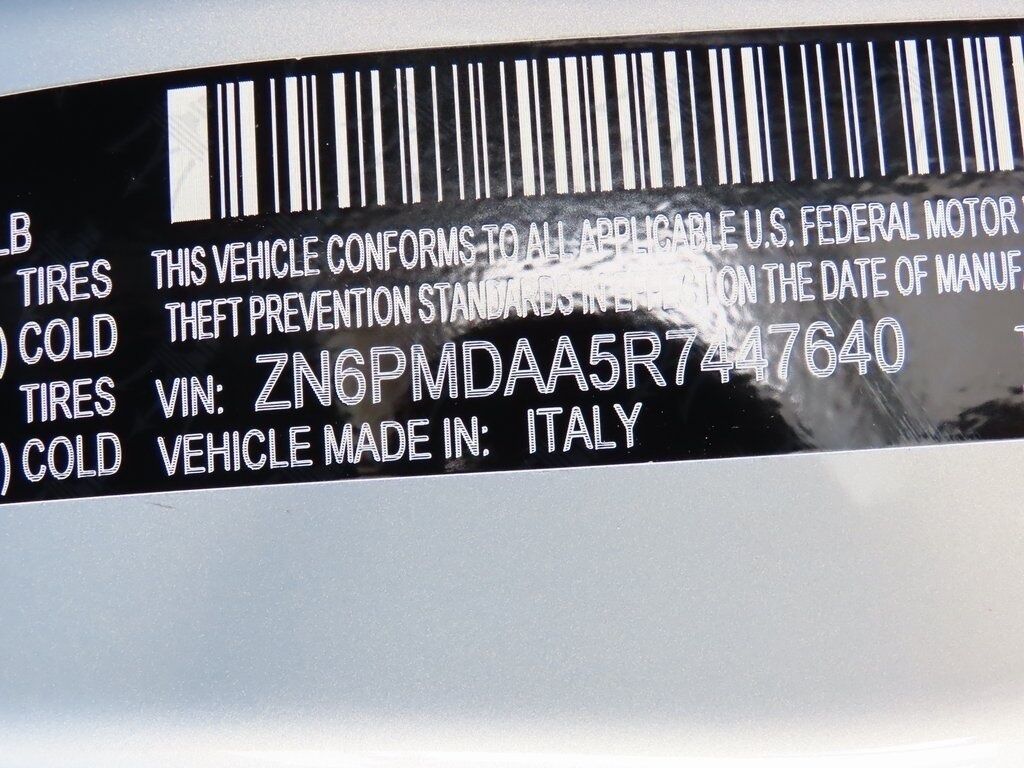 LB
TIRES
) COLD
TIRES
) COLD
THIS VEHICLE CONFORMS TO ALL APPLICABLE U.S. FEDERAL MOTOR
THEFT PREVENTION STANDARDS IN EFFECT ON THE DATE OF MANUFA
VIN: ZN6PMDAA5R7447640
VEHICLE MADE IN: ITALY